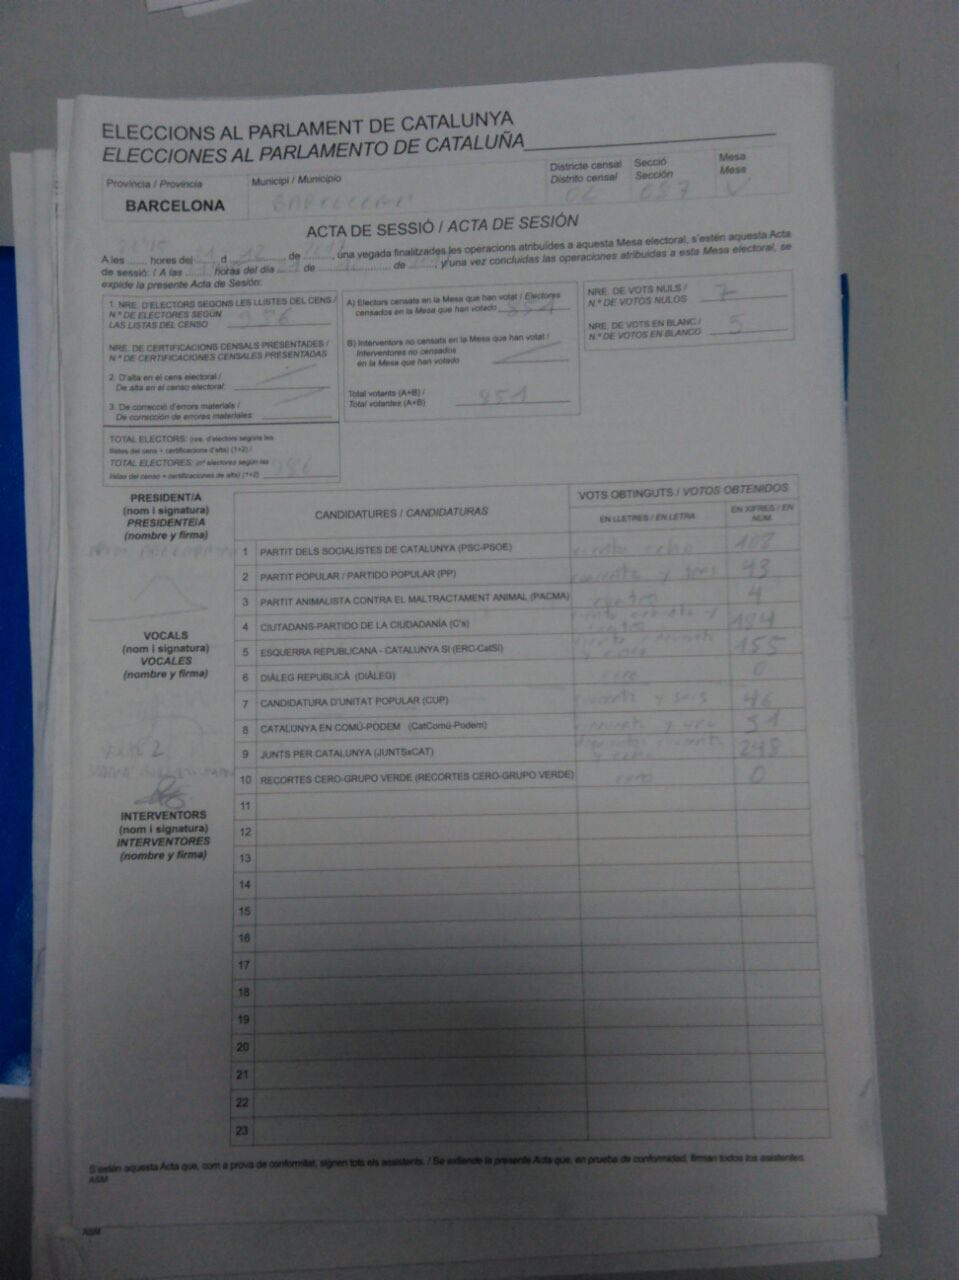 ELECCIONS AL PARLAMENT DE CATALUNYA
ELECCIONES AL PARLAMENTO DE CATALUÑA
Província / Provincia
BARCELONA
Municipi / Municipio
BARCELONA
Districte censal
Distrito censal
02
Secció
Sección
087
Mesa
Mesa
ACTA DE SESSIÓ / ACTA DE SESIÓN
A les ...... hores del ...... d ............ de ........, una vegada finalitzades les operacions atribuïdes a aquesta Mesa electoral, s'estén aquesta Acta
de sessió: / A las ...... horas del día ...... de .................. de ......, y una vez concluidas las operaciones atribuidas a esta Mesa electoral, se
expide la presente Acta de Sesión:
1. NRE. D'ELECTORS SEGONS LES LLISTES DEL CENS /
N.º DE ELECTORES SEGÚN
LAS LISTAS DEL CENSO 986
NRE. DE CERTIFICACIONS CENSALS PRESENTADES /
N.º DE CERTIFICACIONES CENSALES PRESENTADAS
2. D'alta en el cens electoral /
De alta en el censo electoral:
3. De correcció d'errors materials /
De corrección de errores materiales:
TOTAL ELECTORS: (nre. d'electors segons les
llistes del cens + certificacions d'alta) (1+2) /
TOTAL ELECTORES: (nº electores según las
listas del censo + certificaciones de alta) (1+2) 986
A) Electors censats en la Mesa que han votat / Electores
censados en la Mesa que han votado 851
B) Interventors no censats en la Mesa que han votat /
Interventores no censados
en la Mesa que han votado
Total votants (A+B) /
Total votantes (A+B) 851
NRE. DE VOTS NULS /
N.º DE VOTOS NULOS 7
NRE. DE VOTS EN BLANC /
N.º DE VOTOS EN BLANCO 5
PRESIDENT/A
(nom i signatura)
PRESIDENTE/A
(nombre y firma)
VOCALS
(nom i signatura)
VOCALES
(nombre y firma)
INTERVENTORS
(nom i signatura)
INTERVENTORES
(nombre y firma)
CANDIDATURES / CANDIDATURAS
VOTS OBTINGUTS / VOTOS OBTENIDOS
EN LLETRES / EN LETRA
EN XIFRES / EN
NÚM.
1 PARTIT DELS SOCIALISTES DE CATALUNYA (PSC-PSOE) ciento ocho 108
2 PARTIT POPULAR / PARTIDO POPULAR (PP) 43
3 PARTIT ANIMALISTA CONTRA EL MALTRACTAMENT ANIMAL (PACMA) cuatro 4
4 CIUTADANS-PARTIDO DE LA CIUDADANÍA (C's) ciento ochenta y cuatro 184
5 ESQUERRA REPUBLICANA - CATALUNYA SÍ (ERC-CatSí) ciento cincuenta y cinco 155
6 DIÀLEG REPUBLICÀ (DIÀLEG) cero 0
7 CANDIDATURA D'UNITAT POPULAR (CUP) cuarenta y seis 46
8 CATALUNYA EN COMÚ-PODEM (CatComú-Podem) cincuenta y uno 51
9 JUNTS PER CATALUNYA (JUNTSxCAT) 248
10 RECORTES CERO-GRUPO VERDE (RECORTES CERO-GRUPO VERDE) cero 0
11
12
13
14
15
16
17
18
19
20
21
22
23
S'estén aquesta Acta que, com a prova de conformitat, signen tots els assistents. / Se extiende la presente Acta que, en prueba de conformidad, firman todos los asistentes.
ASM
ASM